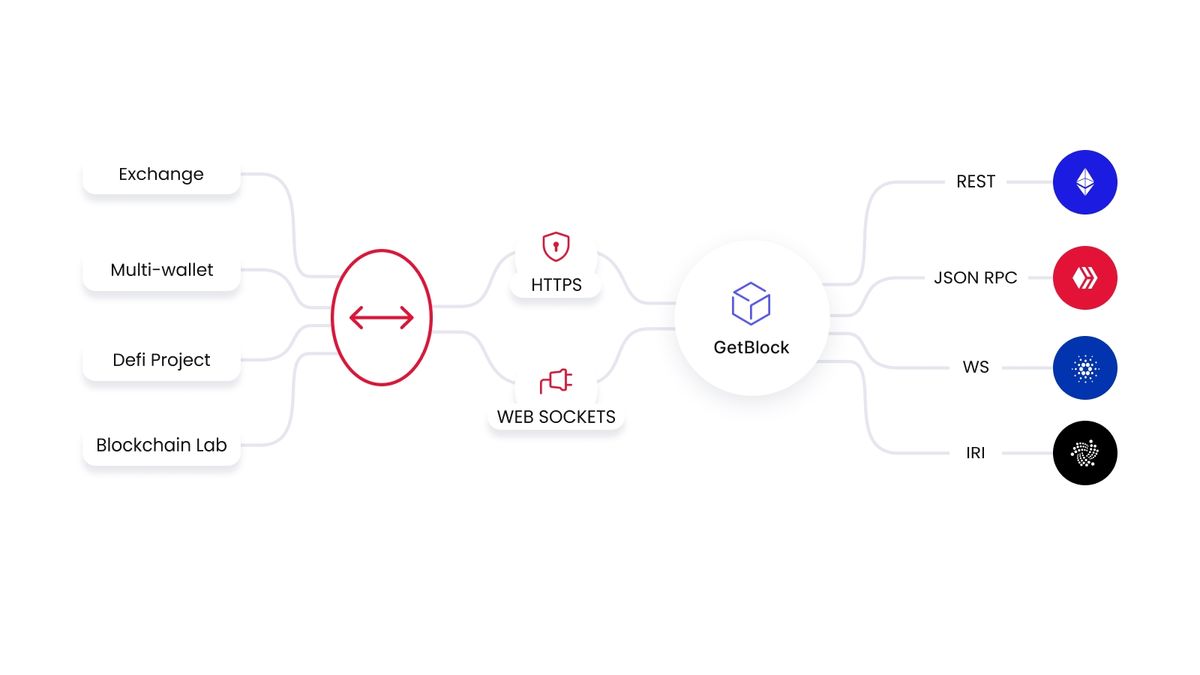 Exchange
Multi-wallet
Defi Project
Blockchain Lab
HTTPS
WEB SOCKETS
GetBlock
REST
JSON RPC
WS
IRI